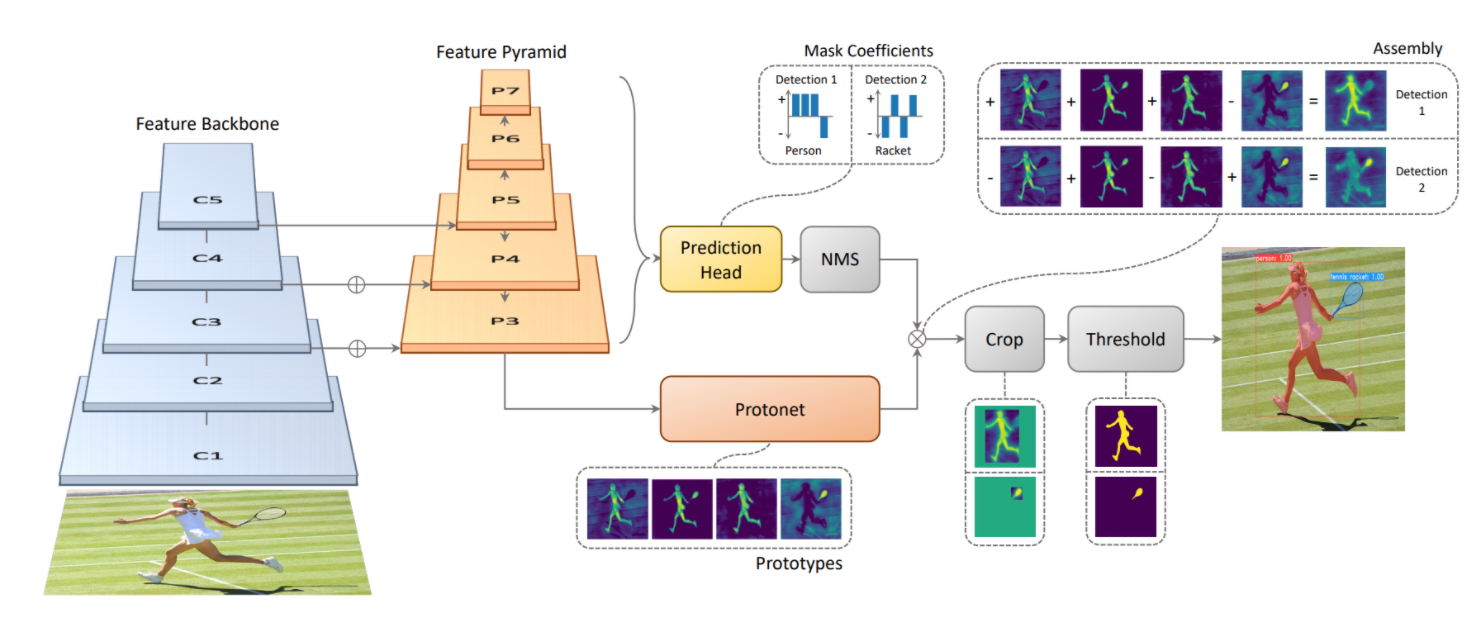 Feature Backbone
C5
C4
C3
C2
C1
Feature Pyramid
P7
P6
P5
P4
P3
Mask Coefficients
Detection 1
+
-
Person
Detection 2
+
-
Racket
Prediction
Head
NMS
Protonet
Prototypes
Assembly
+ + + - =
Detection
1
- + - + =
Detection
2
Crop
Threshold
person: 1.00
tennis racket: 1.00